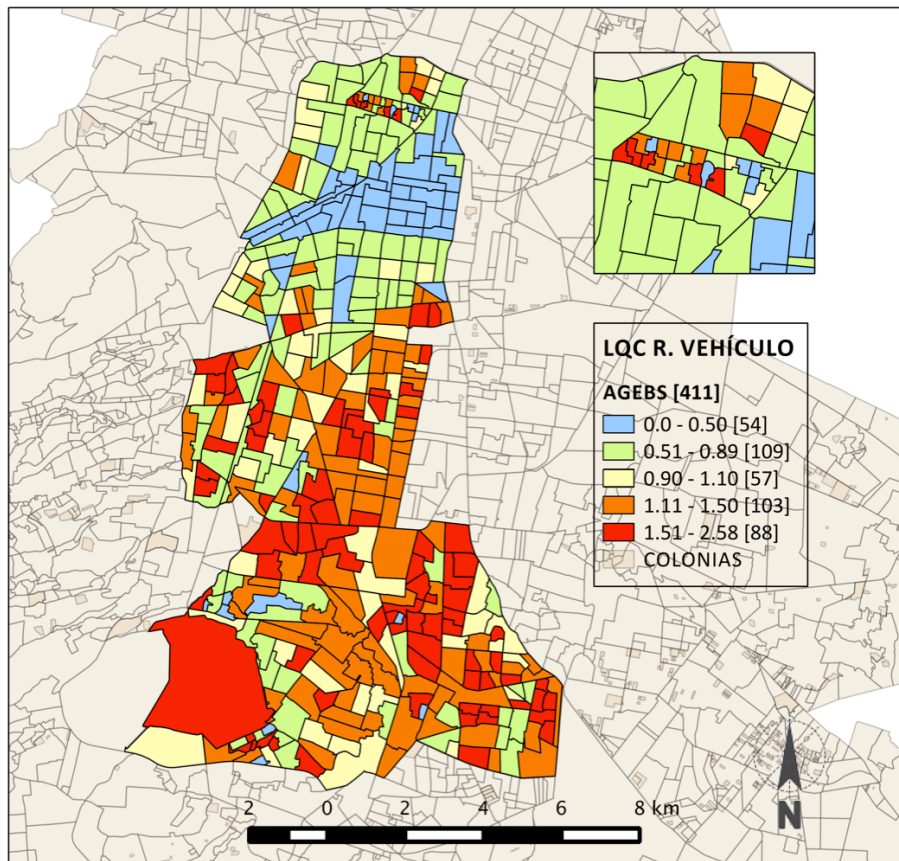 LQC R. VEHÍCULO
AGEBS [411]
0.0 - 0.50 [54]
0.51 - 0.89 [109]
0.90 - 1.10 [57]
1.11 - 1.50 [103]
1.51 - 2.58 [88]
COLONIAS
2 0 2 4 6 8 km
N